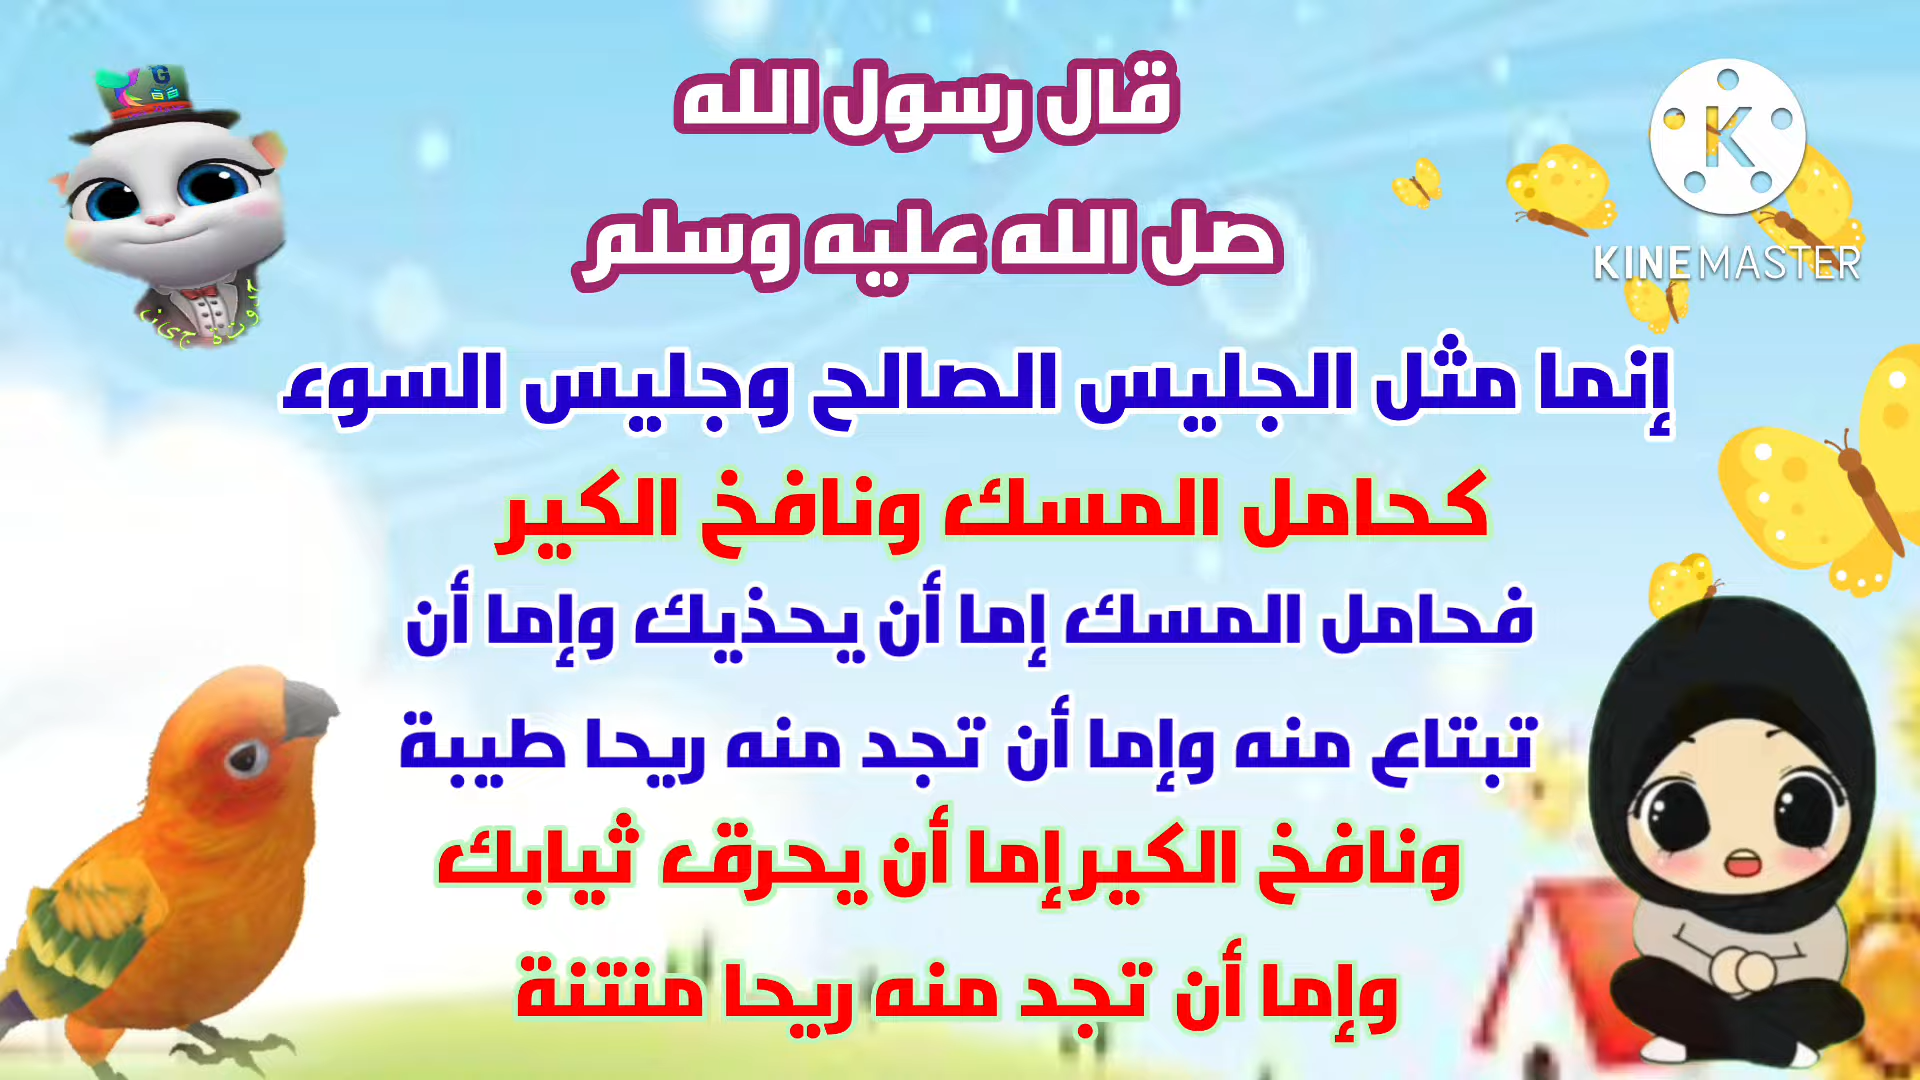 قال رسول الله
صل الله عليه وسلم
إنما مثل الجليس الصالح وجليس السوء
كحامل المسك ونافخ الكير
فحامل المسك إما أن يحذيك وإما أن
تبتاع منه وإما أن تجد منه ريحا طيبة
ونافخ الكير إما أن يحرق ثيابك
وإما أن تجد منه ريحا منتنة
G
K
KINEMASTER